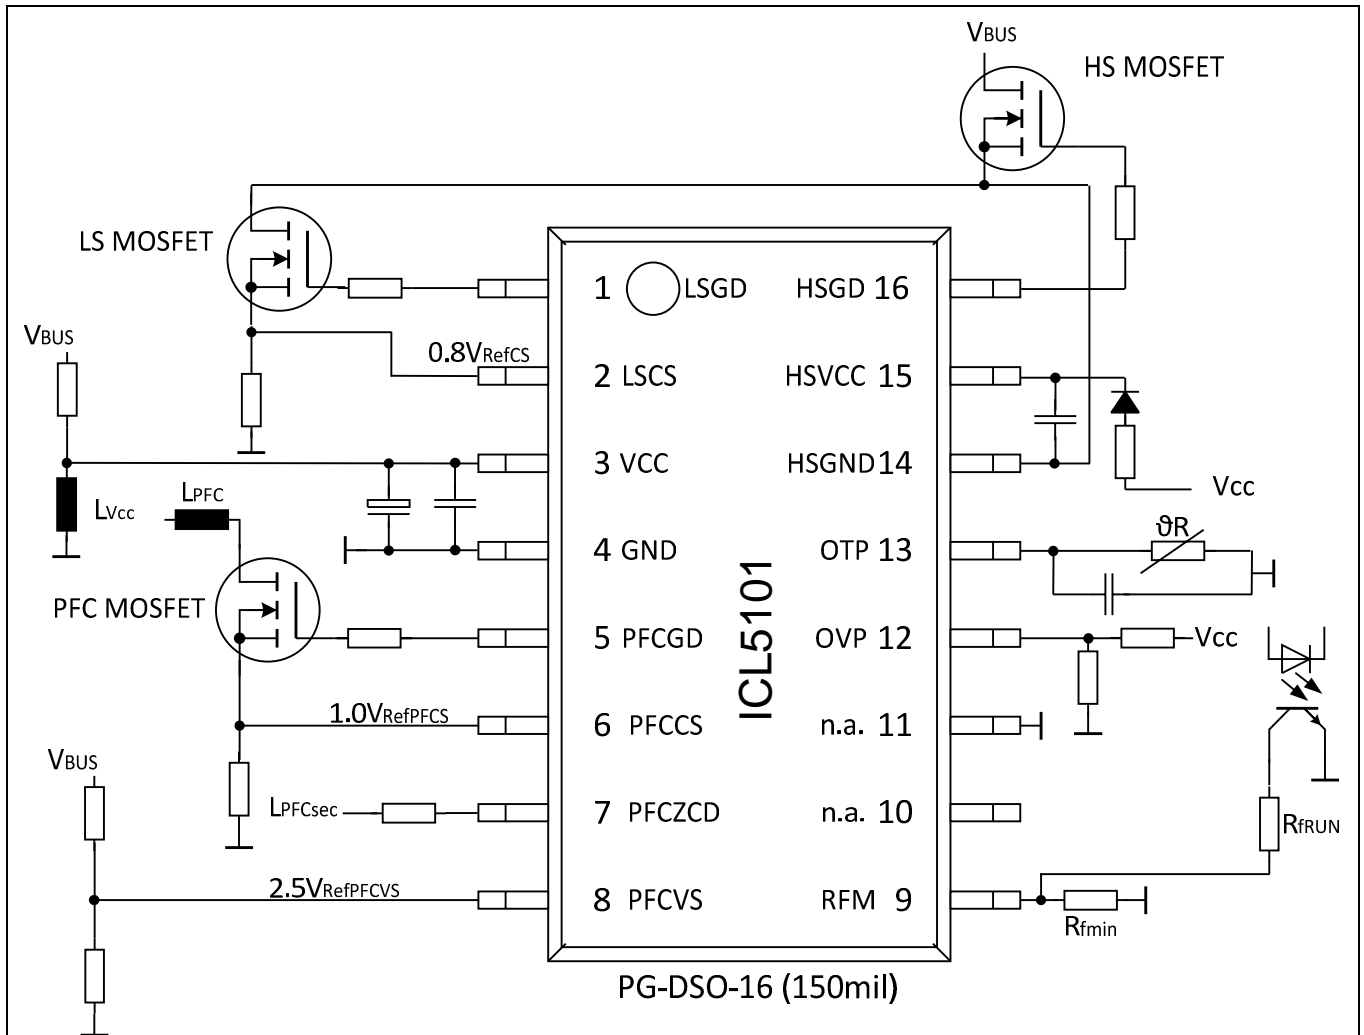 VBUS
HS MOSFET
LS MOSFET
1 LSGD HSGD 16
VBUS
0.8VRefCS
2 LSCS HSVCC 15
3 VCC HSGND 14
Vcc
LPFC
LVcc
ϑR
4 GND OTP 13
ICL5101
PFC MOSFET
5 PFCGD OVP 12
Vcc
1.0VRefPFCS
6 PFCCS n.a. 11
VBUS
LPFCsec
7 PFCZCD n.a. 10
RfRUN
2.5VRefPFCVS
8 PFCVS RFM 9
Rfmin
PG-DSO-16 (150mil)